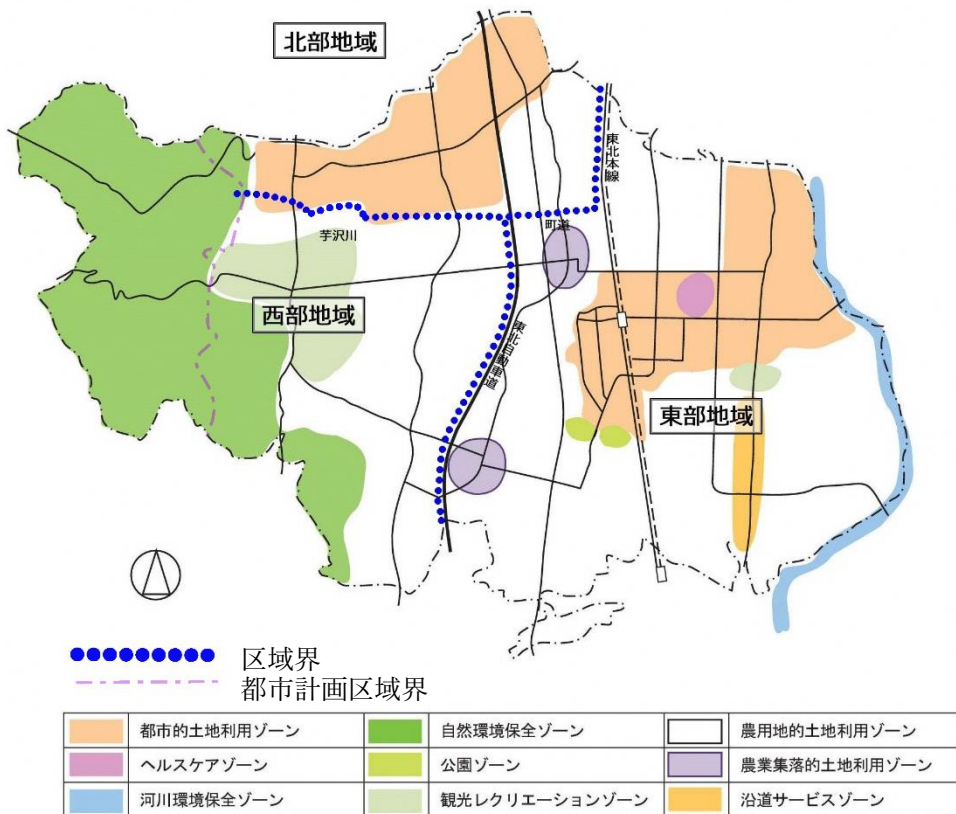 北部地域
東北本線
芋沢川
町道
西部地域
東北自動車道
東部地域
区域界
都市計画区域界
都市的土地利用ゾーン
自然環境保全ゾーン
農用地的土地利用ゾーン
ヘルスケアゾーン
公園ゾーン
農業集落的土地利用ゾーン
河川環境保全ゾーン
観光レクリエーションゾーン
沿道サービスゾーン